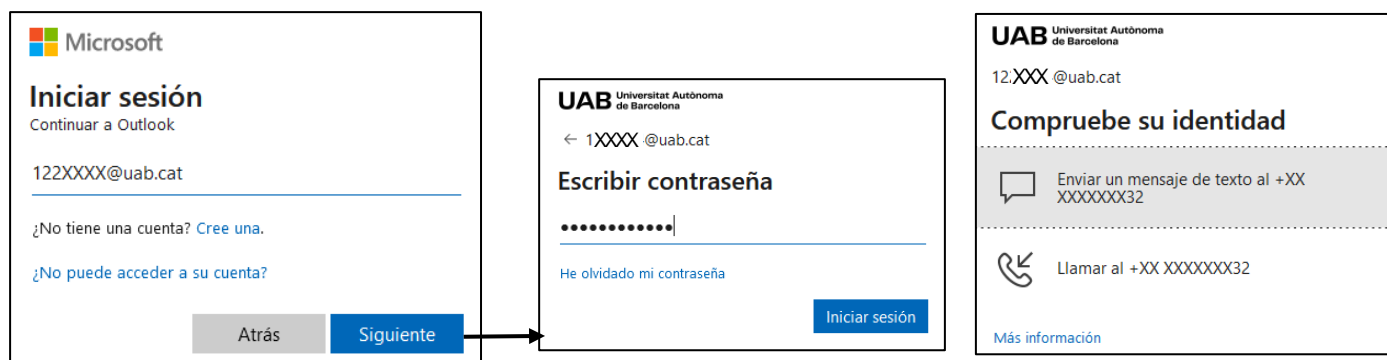 Microsoft
Iniciar sesión
Continuar a Outlook
122XXXX@uab.cat
¿No tiene una cuenta? Cree una.
¿No puede acceder a su cuenta?
Atrás
Siguiente
UAB Universitat Autònoma
de Barcelona
← 1XXXX @uab.cat
Escribir contraseña
••••••••••••
He olvidado mi contraseña
Iniciar sesión
UAB Universitat Autònoma
de Barcelona
12.XXX @uab.cat
Compruebe su identidad
Enviar un mensaje de texto al +XX
XXXXXXX32
Llamar al +XX XXXXXXX32
Más información